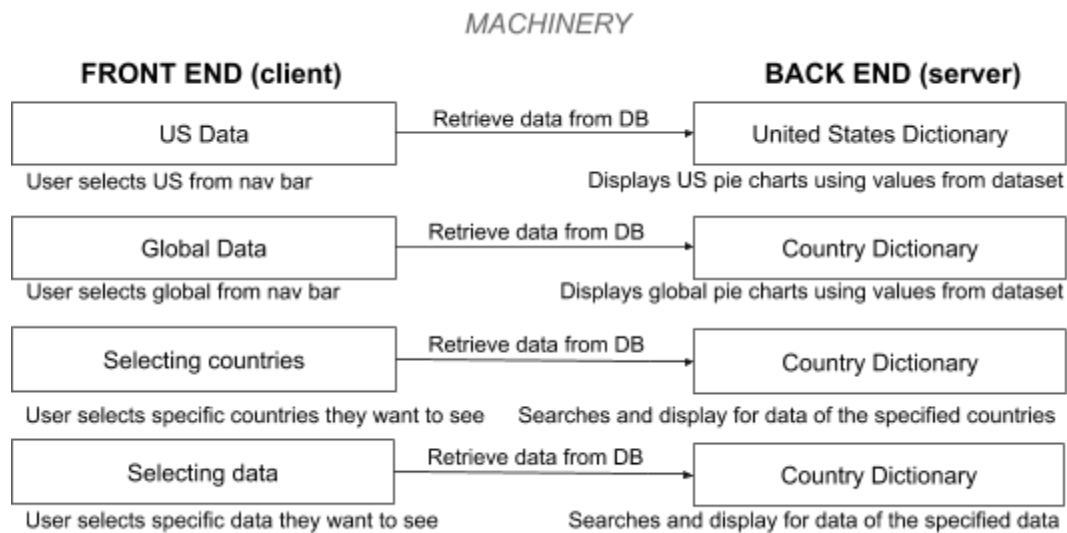 MACHINERY
FRONT END (client)
BACK END (server)
US Data
Retrieve data from DB
United States Dictionary
User selects US from nav bar
Displays US pie charts using values from dataset
Global Data
Retrieve data from DB
Country Dictionary
User selects global from nav bar
Displays global pie charts using values from dataset
Selecting countries
Retrieve data from DB
Country Dictionary
User selects specific countries they want to see
Searches and display for data of the specified countries
Selecting data
Retrieve data from DB
Country Dictionary
User selects specific data they want to see
Searches and display for data of the specified data